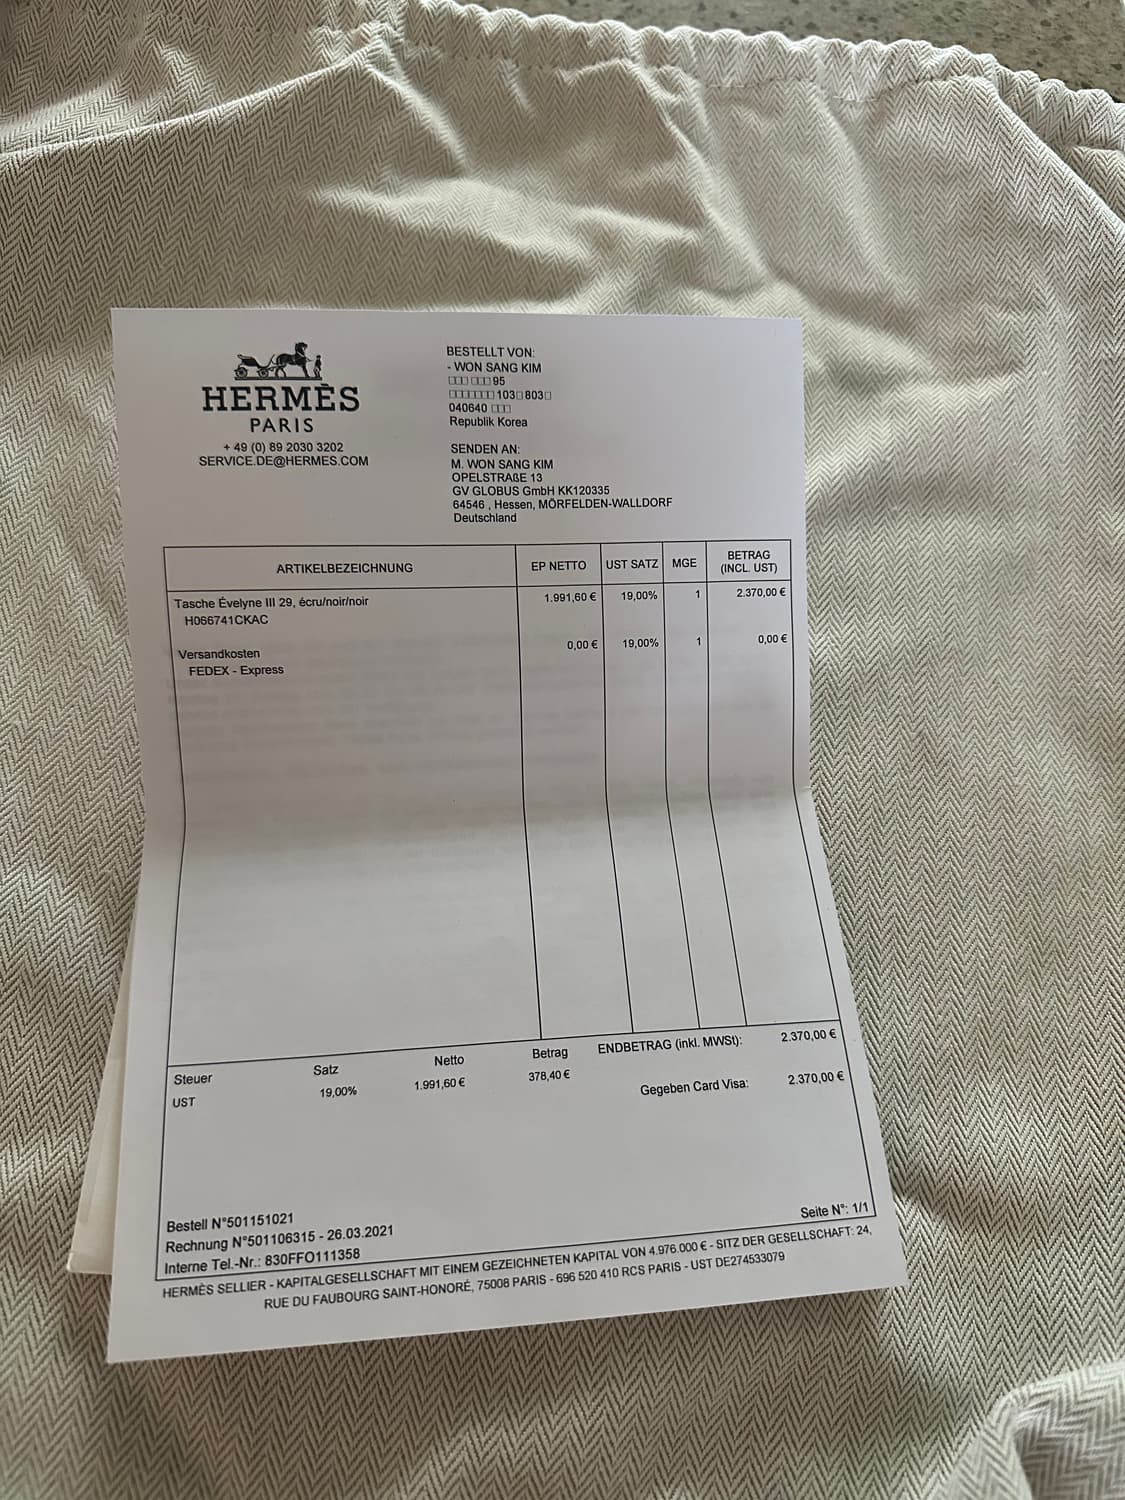 HERMÈS
PARIS
+ 49 (0) 89 2030 3202
SERVICE.DE@HERMES.COM
BESTELLT VON:
- WON SANG KIM
□□□ □□□ 95
□□□□□□□ 103□ 803□
040640 □□□
Republik Korea
SENDEN AN:
M. WON SANG KIM
OPELSTRAßE 13
GV GLOBUS GmbH KK120335
64546 , Hessen, MÖRFELDEN-WALLDORF
Deutschland
ARTIKELBEZEICHNUNG EP NETTO UST SATZ MGE BETRAG (INCL. UST)
Tasche Évelyne III 29, écru/noir/noir 1.991,60 € 19,00% 1 2.370,00 €
H066741CKAC
Versandkosten 0,00 € 19,00% 1 0,00 €
FEDEX - Express
Steuer Satz Netto Betrag ENDBETRAG (inkl. MWSt): 2.370,00 €
UST 19,00% 1.991,60 € 378,40 € Gegeben Card Visa: 2.370,00 €
Bestell N°501151021
Rechnung N°501106315 - 26.03.2021
Interne Tel.-Nr.: 830FFO111358
Seite N°: 1/1
HERMÈS SELLIER - KAPITALGESELLSCHAFT MIT EINEM GEZEICHNETEN KAPITAL VON 4.976.000 € - SITZ DER GESELLSCHAFT: 24,
RUE DU FAUBOURG SAINT-HONORÉ, 75008 PARIS - 696 520 410 RCS PARIS - UST DE274533079